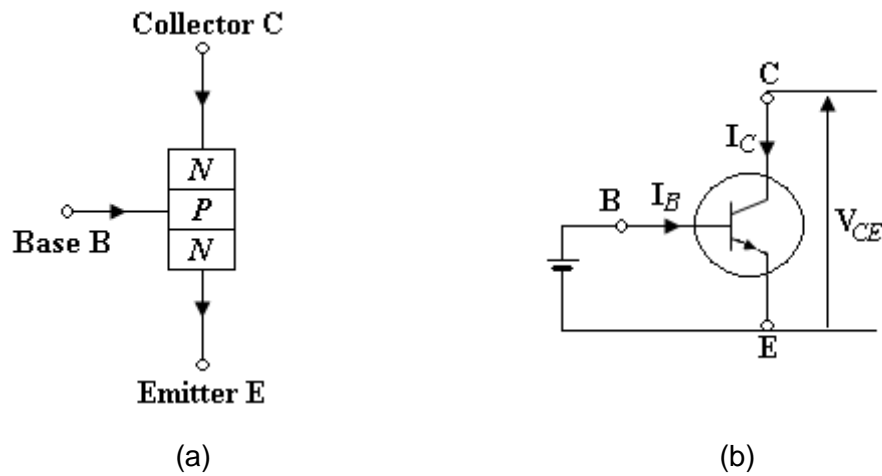 Collector C
N
P
N
Base B
Emitter E
(a)
C
I_C
B
I_B
V_CE
E
(b)